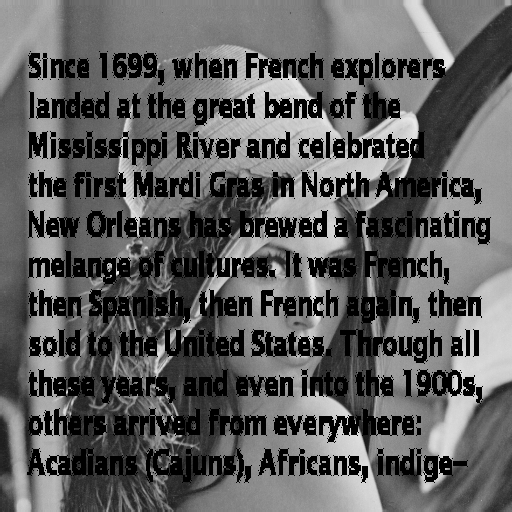 Since 1699, when French explorers
landed at the great bend of the
Mississippi River and celebrated
the first Mardi Gras in North America,
New Orleans has brewed a fascinating
melange of cultures. It was French,
then Spanish, then French again, then
sold to the United States. Through all
these years, and even into the 1900s,
others arrived from everywhere:
Acadians (Cajuns), Africans, indige-